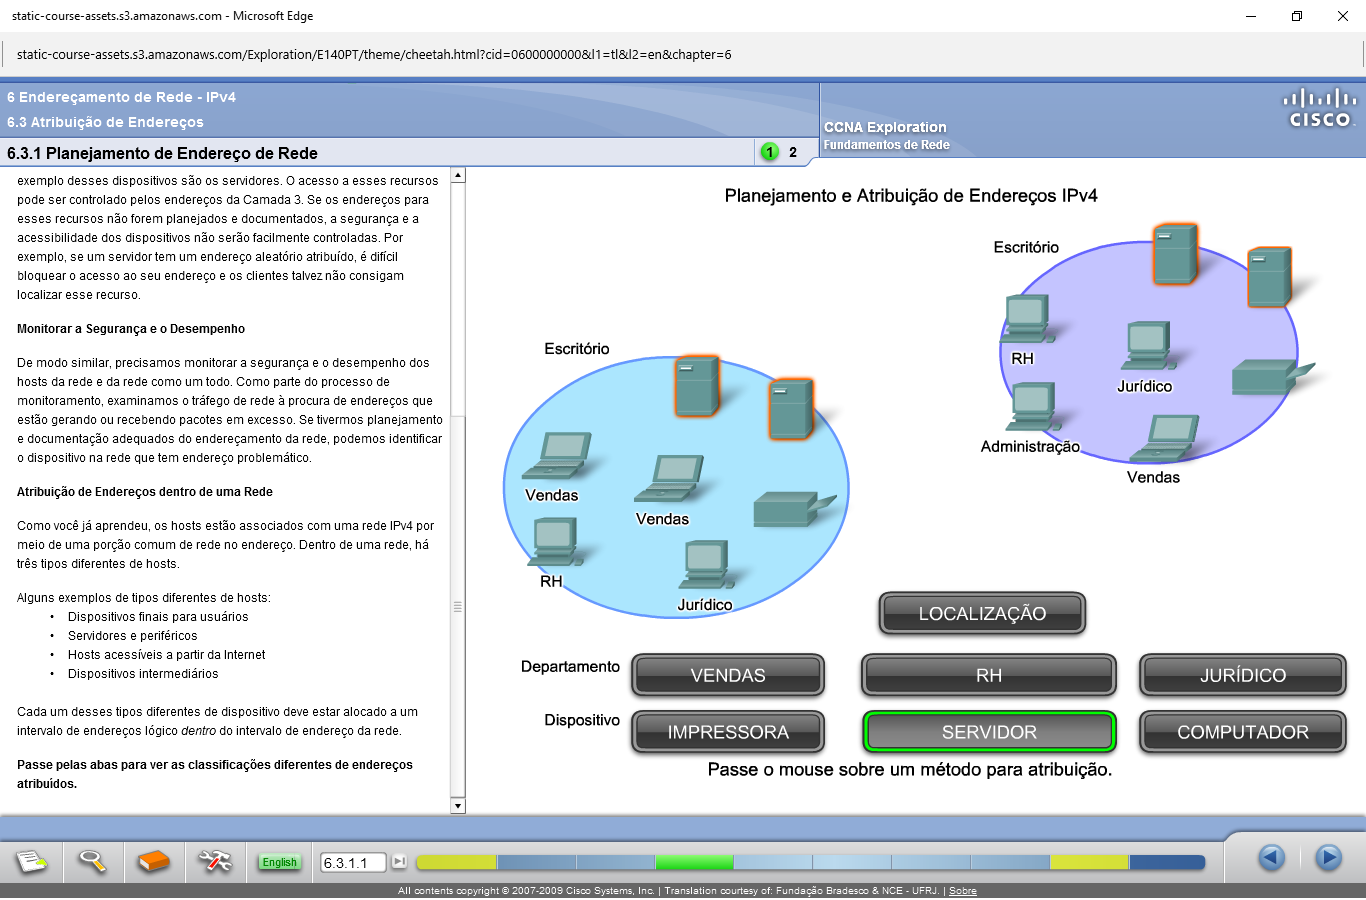 static-course-assets.s3.amazonaws.com - Microsoft Edge
static-course-assets.s3.amazonaws.com/Exploration/E140PT/theme/cheetah.html?cid=0600000000&l1=tl&l2=en&chapter=6
6 Endereçamento de Rede - IPv4
6.3 Atribuição de Endereços
CCNA Exploration
Fundamentos de Rede
CISCO
6.3.1 Planejamento de Endereço de Rede
1 2
exemplo desses dispositivos são os servidores. O acesso a esses recursos
pode ser controlado pelos endereços da Camada 3. Se os endereços para
esses recursos não forem planejados e documentados, a segurança e a
acessibilidade dos dispositivos não serão facilmente controladas. Por
exemplo, se um servidor tem um endereço aleatório atribuído, é difícil
bloquear o acesso ao seu endereço e os clientes talvez não consigam
localizar esse recurso.
Monitorar a Segurança e o Desempenho
De modo similar, precisamos monitorar a segurança e o desempenho dos
hosts da rede e da rede como um todo. Como parte do processo de
monitoramento, examinamos o tráfego de rede à procura de endereços que
estão gerando ou recebendo pacotes em excesso. Se tivermos planejamento
e documentação adequados do endereçamento da rede, podemos identificar
o dispositivo na rede que tem endereço problemático.
Atribuição de Endereços dentro de uma Rede
Como você já aprendeu, os hosts estão associados com uma rede IPv4 por
meio de uma porção comum de rede no endereço. Dentro de uma rede, há
três tipos diferentes de hosts.
Alguns exemplos de tipos diferentes de hosts:
• Dispositivos finais para usuários
• Servidores e periféricos
• Hosts acessíveis a partir da Internet
• Dispositivos intermediários
Cada um desses tipos diferentes de dispositivo deve estar alocado a um
intervalo de endereços lógico dentro do intervalo de endereço da rede.
Passe pelas abas para ver as classificações diferentes de endereços
atribuídos.
Planejamento e Atribuição de Endereços IPv4
Escritório
RH
Jurídico
Administração
Vendas
Escritório
Vendas
Vendas
RH
Jurídico
LOCALIZAÇÃO
Departamento VENDAS RH JURÍDICO
Dispositivo IMPRESSORA SERVIDOR COMPUTADOR
Passe o mouse sobre um método para atribuição.
English 6.3.1.1
All contents copyright © 2007-2009 Cisco Systems, Inc. | Translation courtesy of: Fundação Bradesco & NCE - UFRJ. | Sobre